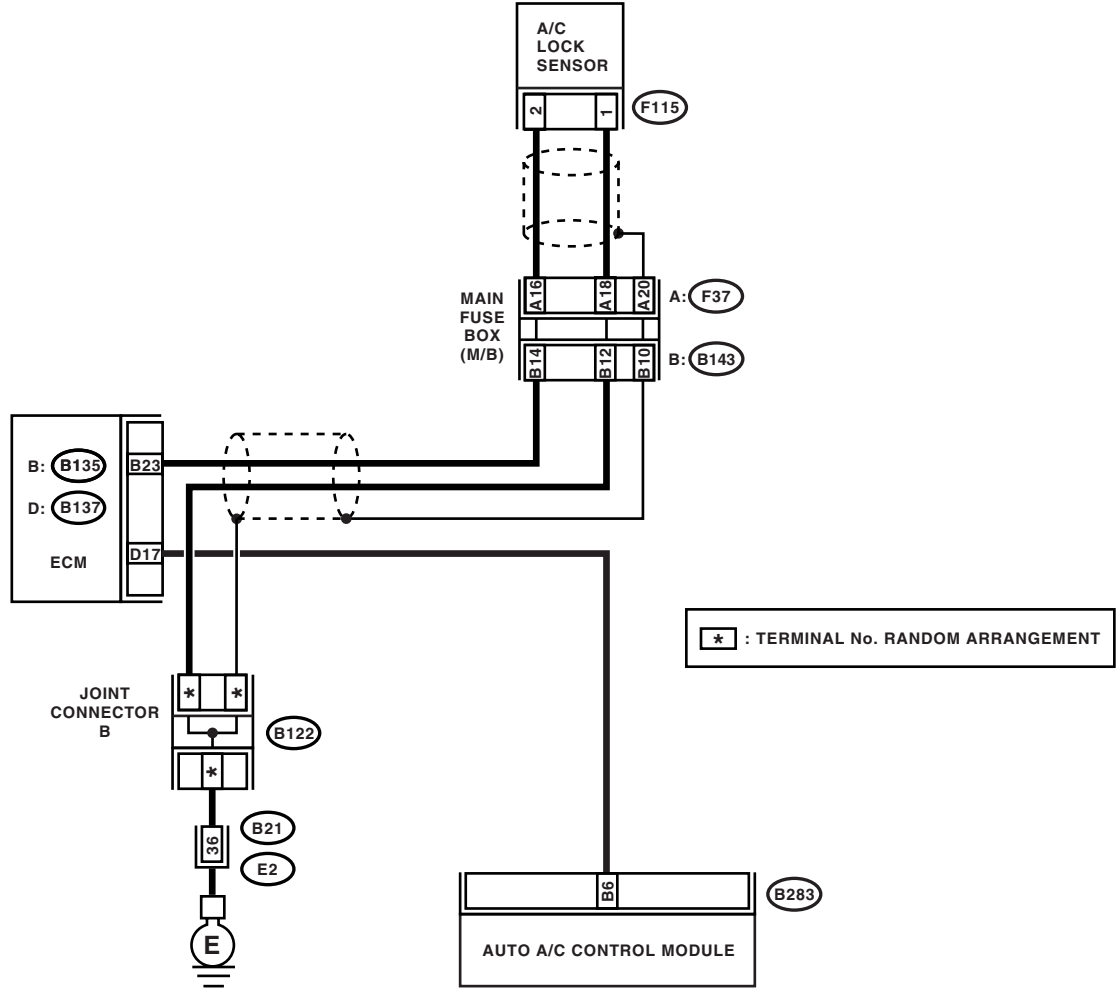 A/C
LOCK
SENSOR
2
1
F115
A16
A18
A20
A: F37
MAIN
FUSE
BOX
(M/B)
B14
B12
B10
B: B143
B: B135
B23
D: B137
ECM
D17
* : TERMINAL No. RANDOM ARRANGEMENT
JOINT
CONNECTOR
B
*
*
B122
*
36
B21
E2
E
B6
B283
AUTO A/C CONTROL MODULE